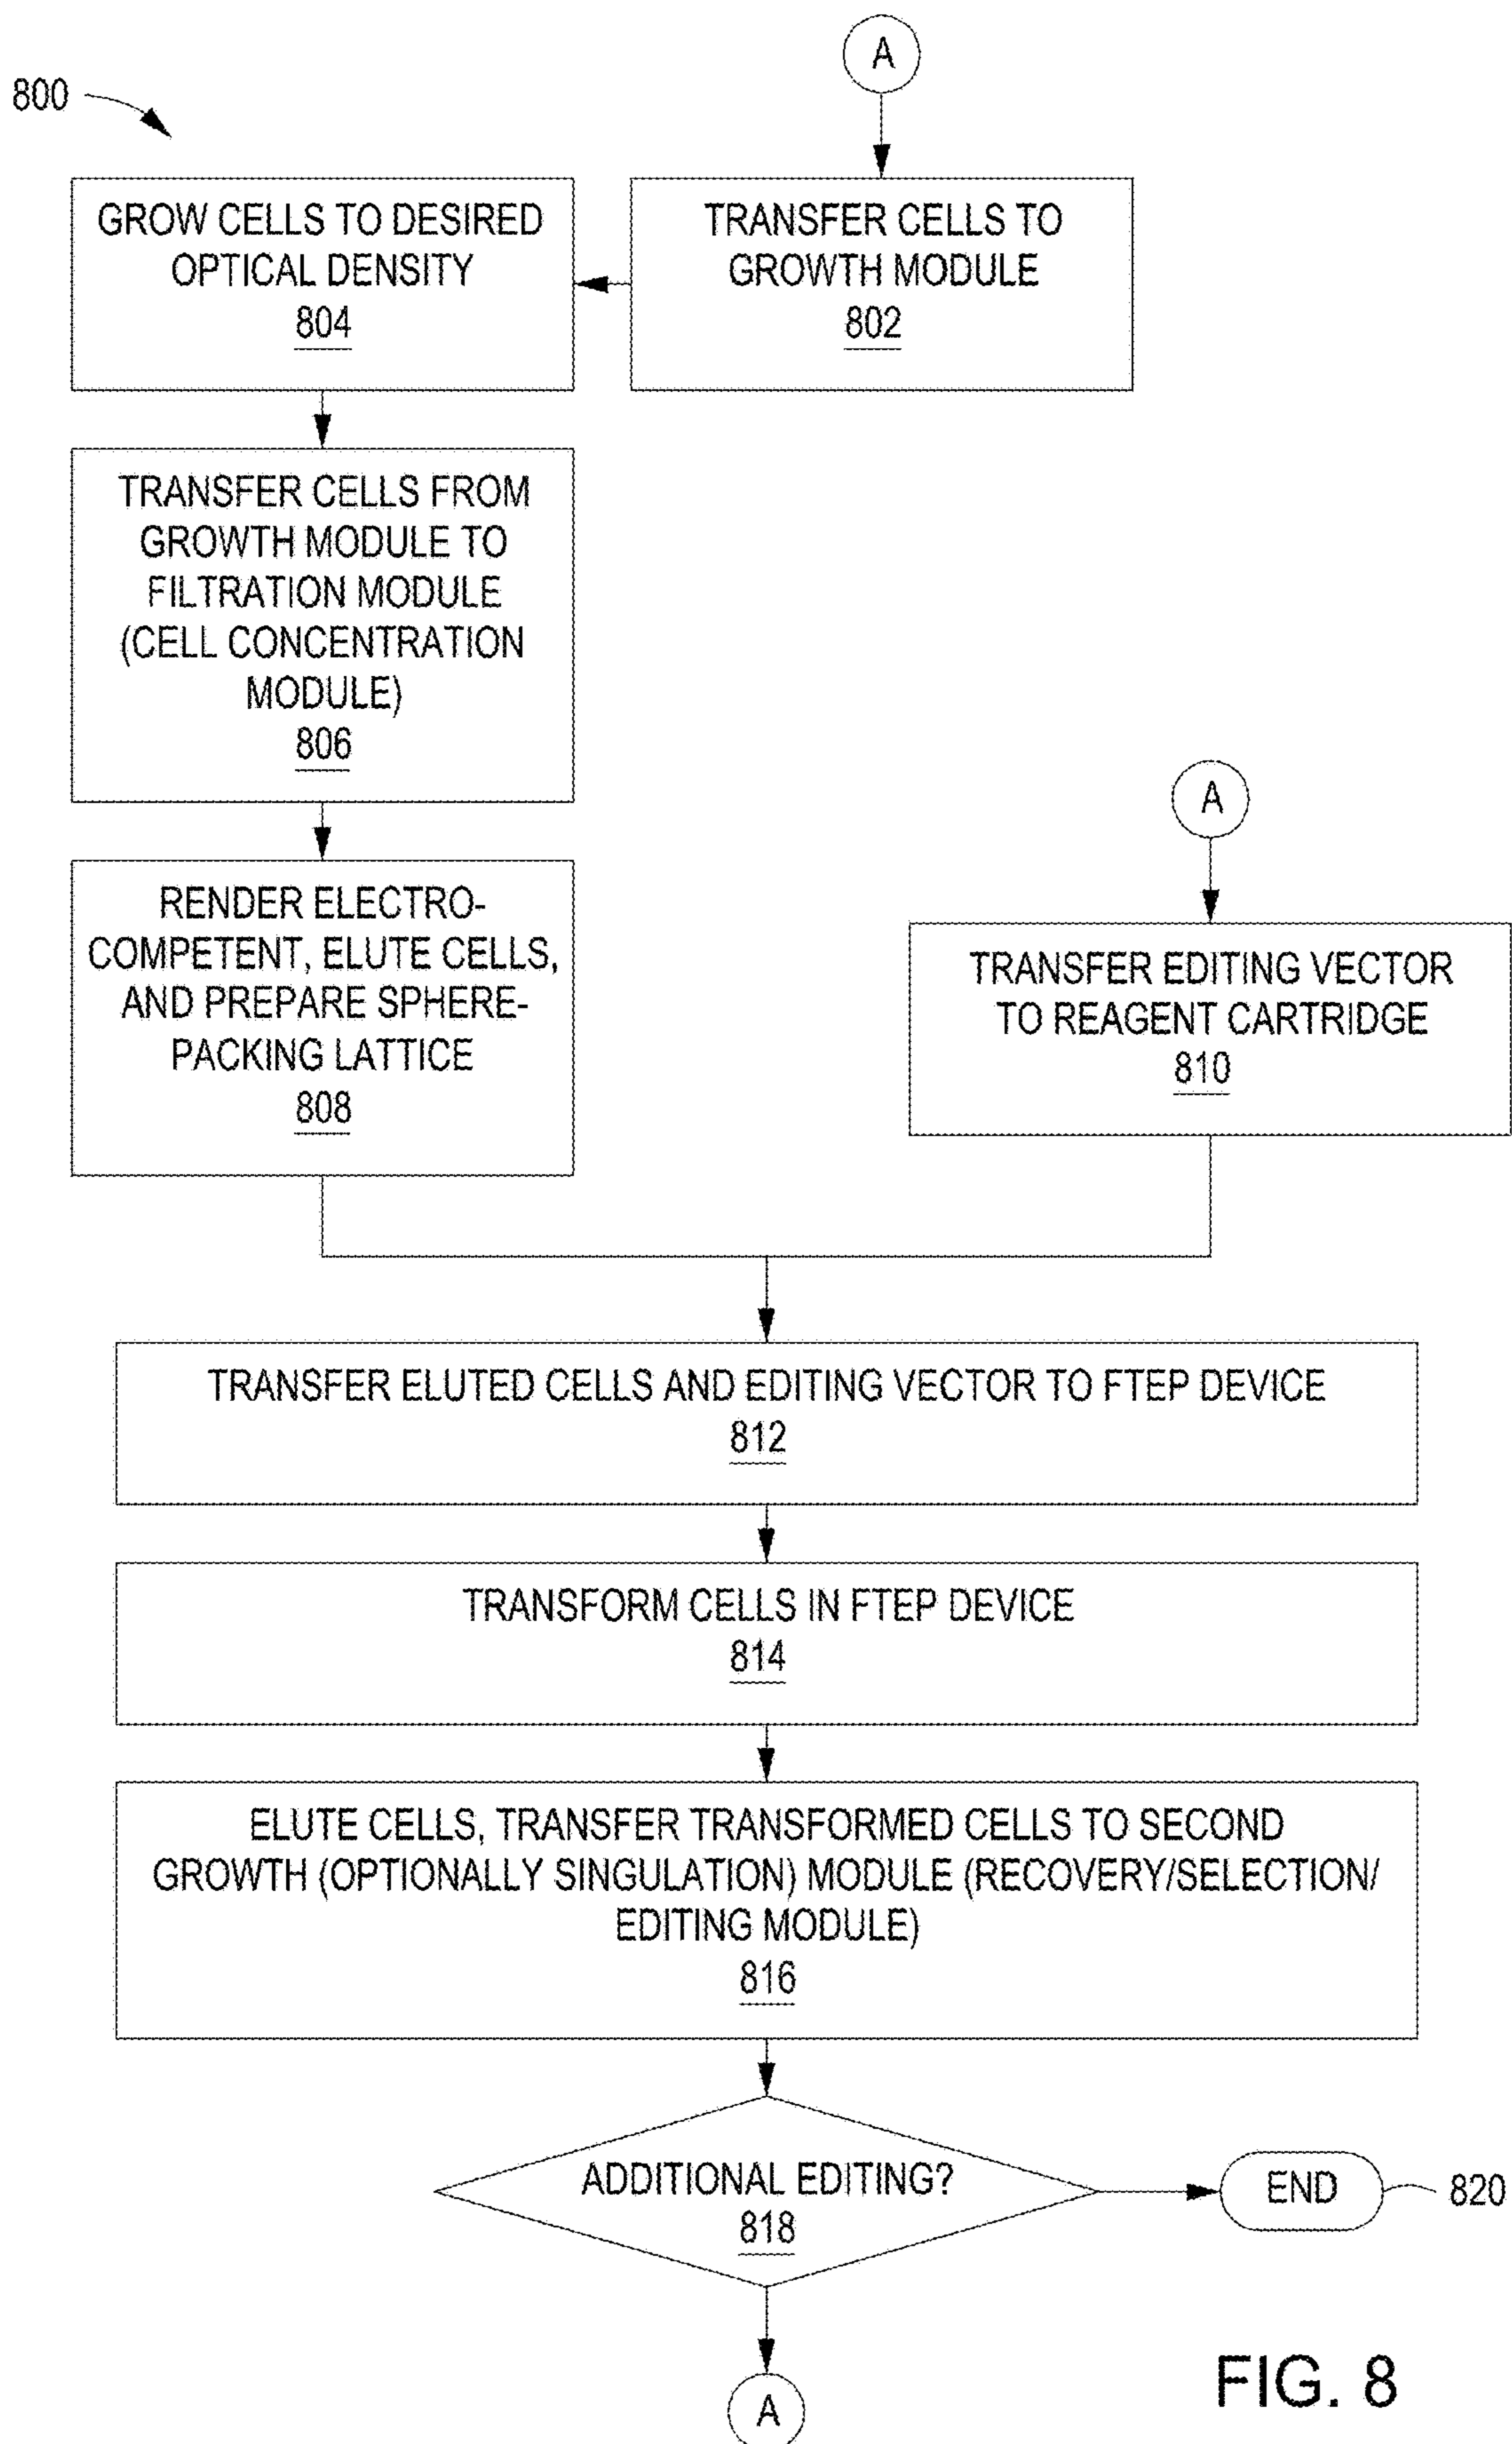 A
800
GROW CELLS TO DESIRED
OPTICAL DENSITY
804
TRANSFER CELLS TO
GROWTH MODULE
802
TRANSFER CELLS FROM
GROWTH MODULE TO
FILTRATION MODULE
(CELL CONCENTRATION
MODULE)
806
A
RENDER ELECTRO-
COMPETENT, ELUTE CELLS,
AND PREPARE SPHERE-
PACKING LATTICE
808
TRANSFER EDITING VECTOR
TO REAGENT CARTRIDGE
810
TRANSFER ELUTED CELLS AND EDITING VECTOR TO FTEP DEVICE
812
TRANSFORM CELLS IN FTEP DEVICE
814
ELUTE CELLS, TRANSFER TRANSFORMED CELLS TO SECOND
GROWTH (OPTIONALLY SINGULATION) MODULE (RECOVERY/SELECTION/
EDITING MODULE)
816
ADDITIONAL EDITING?
818
END
820
A
FIG. 8